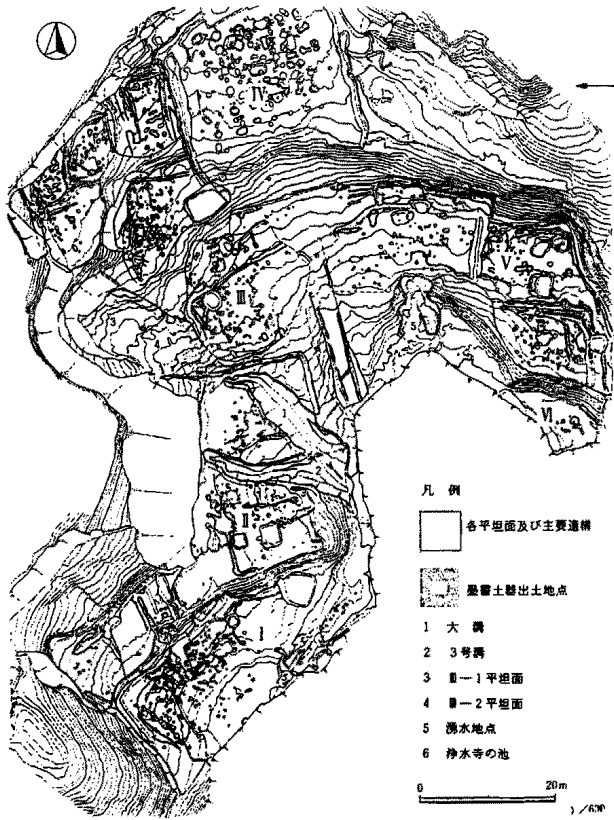 IV
III
V
5
VI
II
I
凡例
各平坦面及び主要遺構
墨書土器出土地点
1 大溝
2 3号溝
3 Ⅲ―1平坦面
4 Ⅲ―2平坦面
5 湧水地点
6 浄水寺の池
0 20m